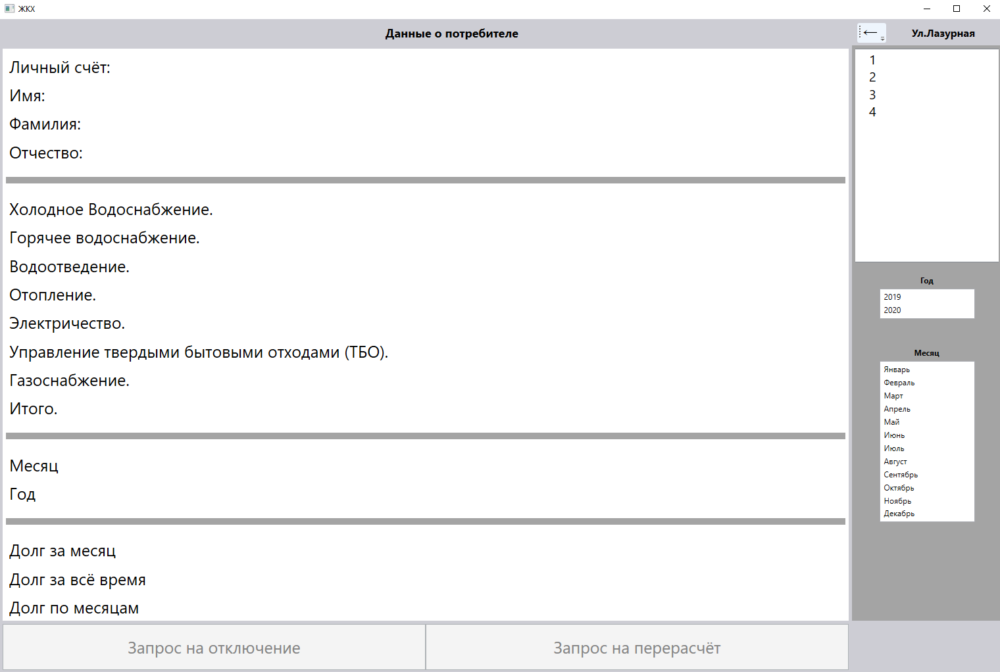 ЖКХ
Данные о потребителе
Личный счёт:
Имя:
Фамилия:
Отчество:
Холодное Водоснабжение.
Горячее водоснабжение.
Водоотведение.
Отопление.
Электричество.
Управление твердыми бытовыми отходами (ТБО).
Газоснабжение.
Итого.
Месяц
Год
Долг за месяц
Долг за всё время
Долг по месяцам
Запрос на отключение
Запрос на перерасчёт
Ул.Лазурная
1
2
3
4
Год
2019
2020
Месяц
Январь
Февраль
Март
Апрель
Май
Июнь
Июль
Август
Сентябрь
Октябрь
Ноябрь
Декабрь